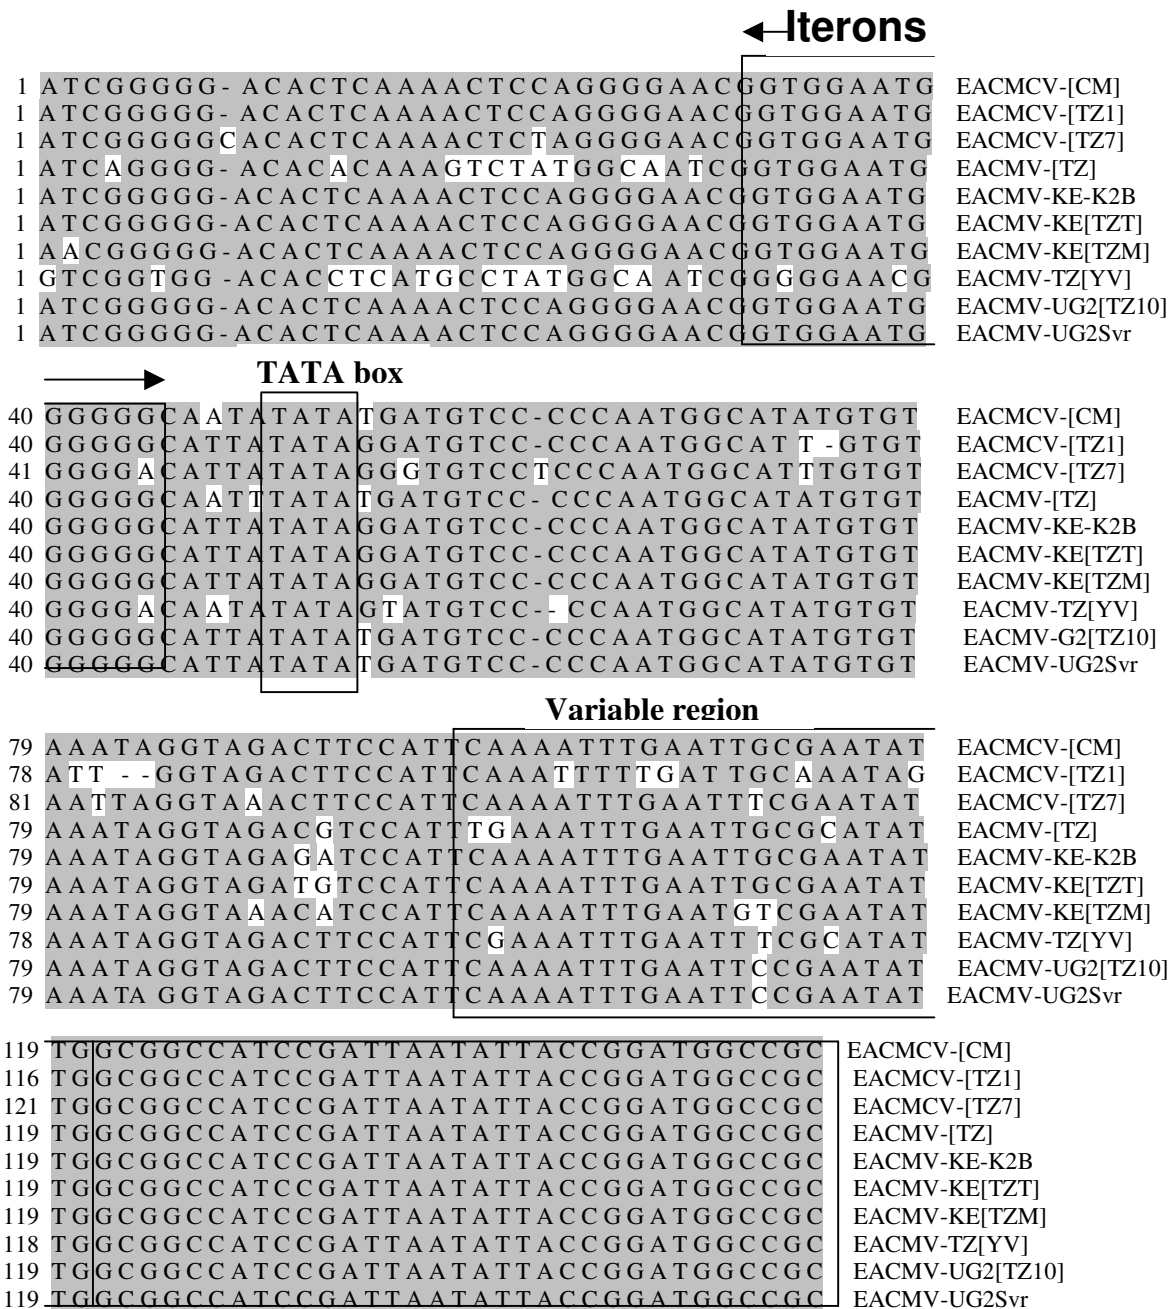 Iterons
1 ATCGGGGG-ACACTCAAAACTCCAGGGGAACGGTGGAATG EACMCV-[CM]
1 ATCGGGGG-ACACTCAAAACTCCAGGGGAACGGTGGAATG EACMCV-[TZ1]
1 ATCGGGGGCACACTCAAAACTCTAGGGGAACGGTGGAATG EACMCV-[TZ7]
1 ATCAGGGG-ACACACAAAGTCTATGGCAATCGGTGGAATG EACMV-[TZ]
1 ATCGGGGG-ACACTCAAAACTCCAGGGGAACGGTGGAATG EACMV-KE-K2B
1 ATCGGGGG-ACACTCAAAACTCCAGGGGAACGGTGGAATG EACMV-KE[TZT]
1 AACGGGGG-ACACTCAAAACTCCAGGGGAACGGTGGAATG EACMV-KE[TZM]
1 GTCGGTGG-ACACCTCATGCCTATGGCAATCGGGGGAACG EACMV-TZ[YV]
1 ATCGGGGG-ACACTCAAAACTCCAGGGGAACGGTGGAATG EACMV-UG2[TZ10]
1 ATCGGGGG-ACACTCAAAACTCCAGGGGAACGGTGGAATG EACMV-UG2Svr
TATA box
40 GGGGGCAATATATATGATGTCC-CCCAATGGCATATGTGT EACMCV-[CM]
40 GGGGGCATTATATAGGATGTCC-CCCAATGGCATT-GTGT EACMCV-[TZ1]
41 GGGGACATTATATAGGGTGTCCTCCCAATGGCATTTGTGT EACMCV-[TZ7]
40 GGGGGCAATTTATATGATGTCC-CCCAATGGCATATGTGT EACMV-[TZ]
40 GGGGGCATTATATAGGATGTCC-CCCAATGGCATATGTGT EACMV-KE-K2B
40 GGGGGCATTATATAGGATGTCC-CCCAATGGCATATGTGT EACMV-KE[TZT]
40 GGGGGCATTATATAGGATGTCC-CCCAATGGCATATGTGT EACMV-KE[TZM]
40 GGGGACAATATATAGTATGTCC--CCAATGGCATATGTGT EACMV-TZ[YV]
40 GGGGGCATTATATATGATGTCC-CCCAATGGCATATGTGT EACMV-G2[TZ10]
40 GGGGGCATTATATATGATGTCC-CCCAATGGCATATGTGT EACMV-UG2Svr
Variable region
79 AAATAGGTAGACTTCCATTCAAAATTTGAATTGCGAATAT EACMCV-[CM]
78 ATT--GGTAGACTTCCATTCAAATTTTTGATTGCAAATAG EACMCV-[TZ1]
81 AATTAGGTAAACTTCCATTCAAAATTTGAATTTCGAATAT EACMCV-[TZ7]
79 AAATAGGTAGACGTCCATTTGAAATTTGAATTGCGCATAT EACMV-[TZ]
79 AAATAGGTAGAGATCCATTCAAAATTTGAATTGCGAATAT EACMV-KE-K2B
79 AAATAGGTAGATGTCCATTCAAAATTTGAATTGCGAATAT EACMV-KE[TZT]
79 AAATAGGTAAACATCCATTCAAAATTTGAATGTCGAATAT EACMV-KE[TZM]
78 AAATAGGTAGACTTCCATTCGAAATTTGAATTTCGCATAT EACMV-TZ[YV]
79 AAATAGGTAGACTTCCATTCAAAATTTGAATTCCGAATAT EACMV-UG2[TZ10]
79 AAATAGGTAGACTTCCATTCAAAATTTGAATTCCGAATAT EACMV-UG2Svr
119 TGGCGGCCATCCGATTAATATTACCGGATGGCCGC EACMCV-[CM]
116 TGGCGGCCATCCGATTAATATTACCGGATGGCCGC EACMCV-[TZ1]
121 TGGCGGCCATCCGATTAATATTACCGGATGGCCGC EACMCV-[TZ7]
119 TGGCGGCCATCCGATTAATATTACCGGATGGCCGC EACMV-[TZ]
119 TGGCGGCCATCCGATTAATATTACCGGATGGCCGC EACMV-KE-K2B
119 TGGCGGCCATCCGATTAATATTACCGGATGGCCGC EACMV-KE[TZT]
119 TGGCGGCCATCCGATTAATATTACCGGATGGCCGC EACMV-KE[TZM]
118 TGGCGGCCATCCGATTAATATTACCGGATGGCCGC EACMV-TZ[YV]
119 TGGCGGCCATCCGATTAATATTACCGGATGGCCGC EACMV-UG2[TZ10]
119 TGGCGGCCATCCGATTAATATTACCGGATGGCCGC EACMV-UG2Svr